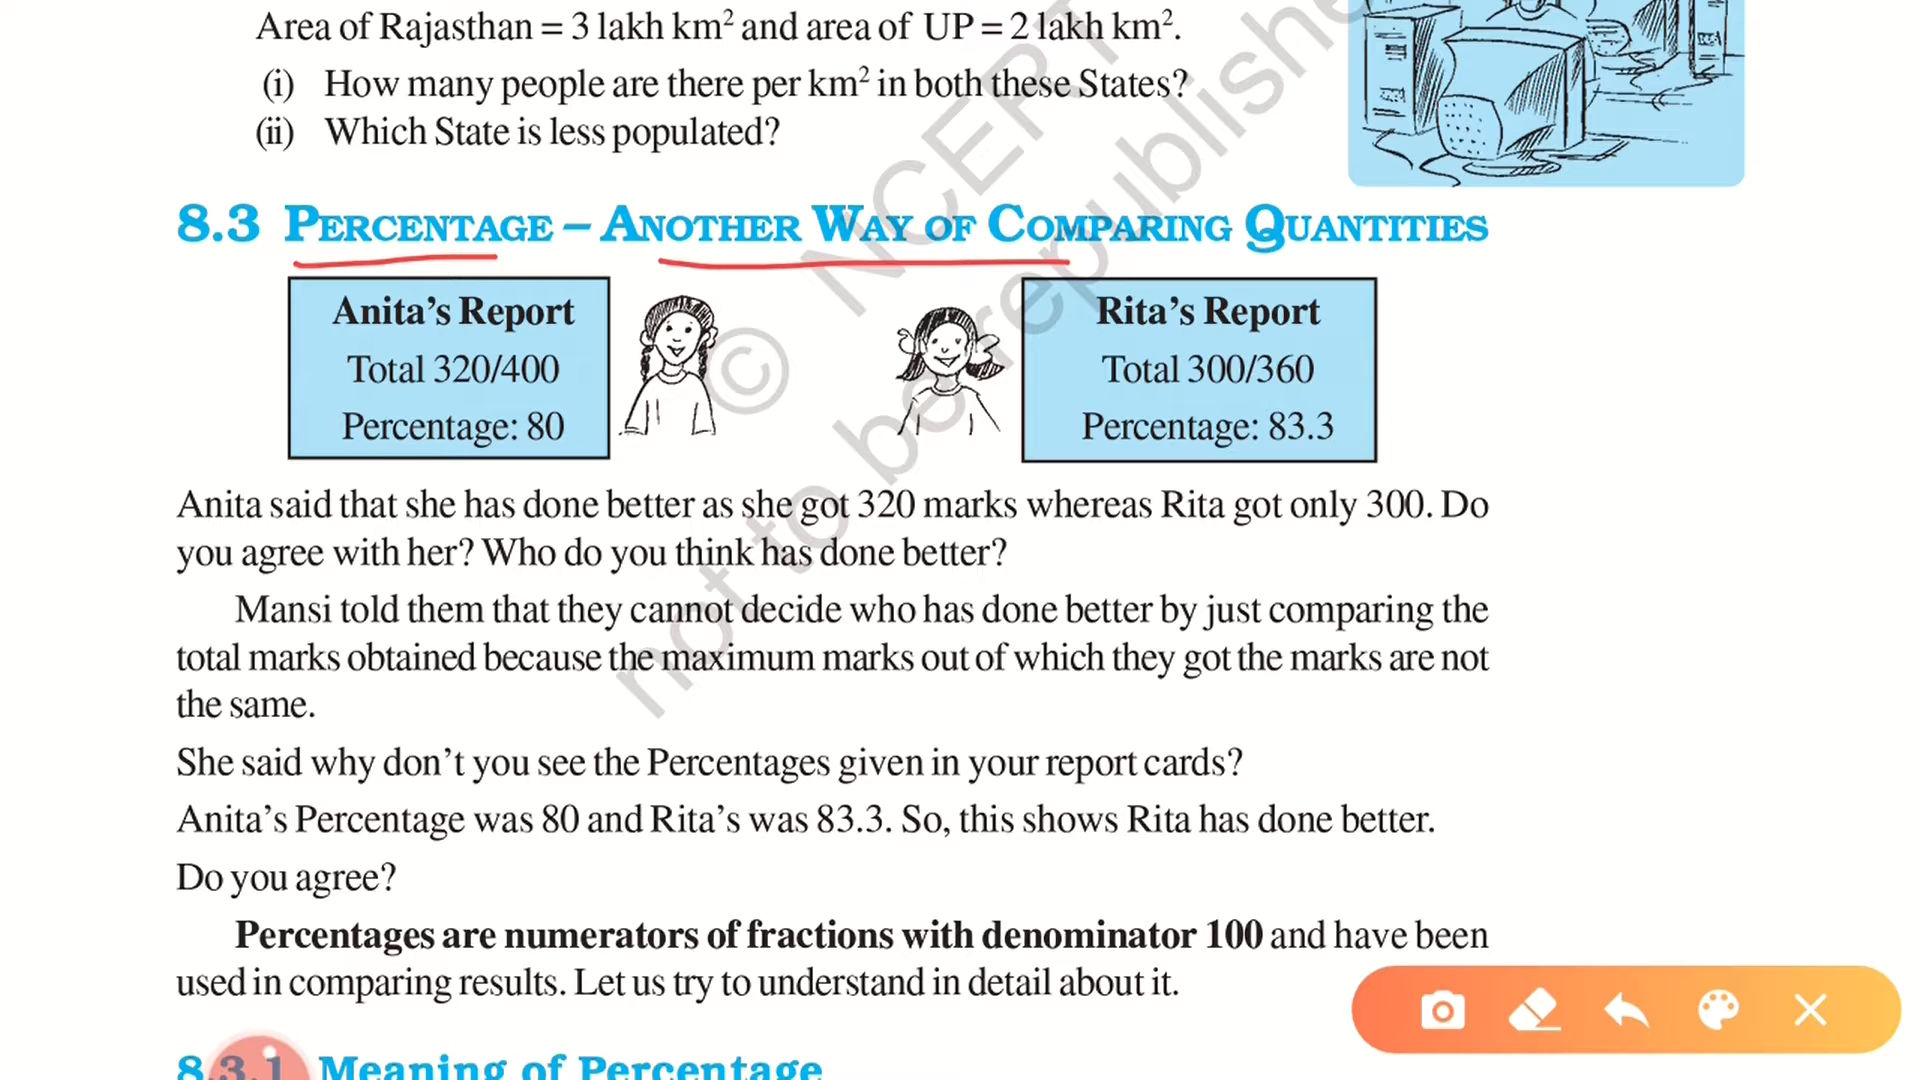 Area of Rajasthan = 3 lakh km² and area of UP = 2 lakh km².
(i) How many people are there per km² in both these States?
(ii) Which State is less populated?
8.3 PERCENTAGE – ANOTHER WAY OF COMPARING QUANTITIES
Anita's Report
Total 320/400
Percentage: 80
Rita's Report
Total 300/360
Percentage: 83.3
Anita said that she has done better as she got 320 marks whereas Rita got only 300. Do
you agree with her? Who do you think has done better?
Mansi told them that they cannot decide who has done better by just comparing the
total marks obtained because the maximum marks out of which they got the marks are not
the same.
She said why don't you see the Percentages given in your report cards?
Anita's Percentage was 80 and Rita's was 83.3. So, this shows Rita has done better.
Do you agree?
Percentages are numerators of fractions with denominator 100 and have been
used in comparing results. Let us try to understand in detail about it.
8.3.1 Meaning of Percentage
© NCERT
not to be republishe